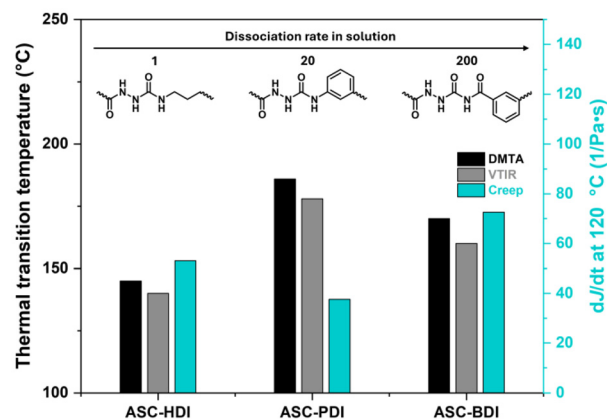 Dissociation rate in solution
1 20 200
O H N N H O N H
O H N N H O N H
O H N N H O N H O
DMTA
VTIR
Creep
Thermal transition temperature (°C)
250
200
150
100
dJ/dt at 120 °C (1/Pa•s)
140
120
100
80
60
40
20
0
ASC-HDI ASC-PDI ASC-BDI